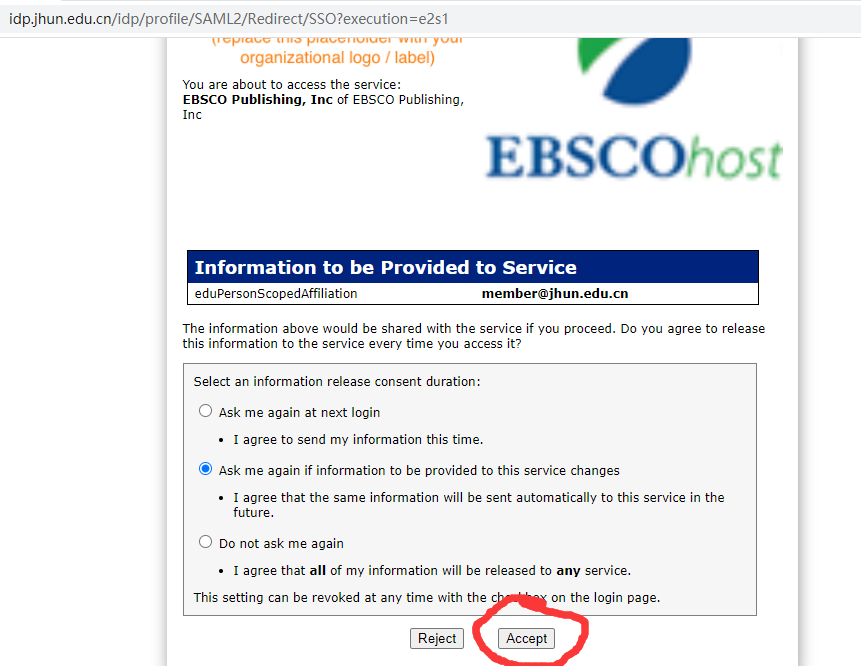 idp.jhun.edu.cn/idp/profile/SAML2/Redirect/SSO?execution=e2s1
(replace this placeholder with your
organizational logo / label)
You are about to access the service:
EBSCO Publishing, Inc of EBSCO Publishing,
Inc
EBSCOhost
Information to be Provided to Service
eduPersonScopedAffiliation member@jhun.edu.cn
The information above would be shared with the service if you proceed. Do you agree to release
this information to the service every time you access it?
Select an information release consent duration:
Ask me again at next login
• I agree to send my information this time.
Ask me again if information to be provided to this service changes
• I agree that the same information will be sent automatically to this service in the
future.
Do not ask me again
• I agree that all of my information will be released to any service.
This setting can be revoked at any time with the checkbox on the login page.
Reject Accept